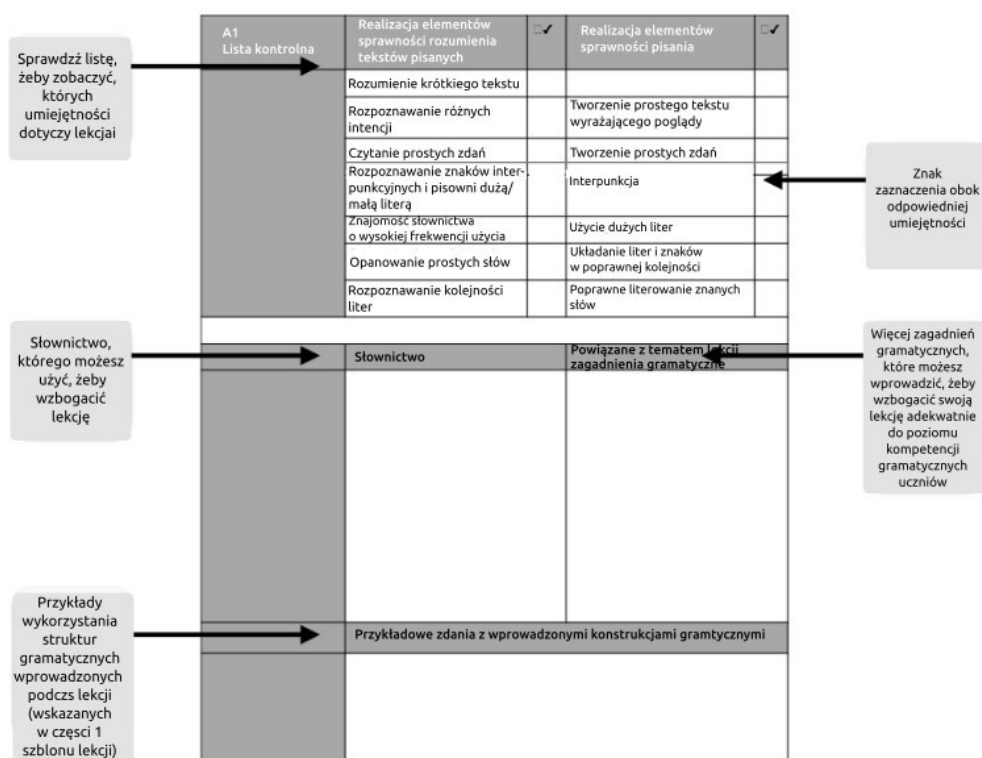 Sprawdzź listę,
żeby zobaczyć,
których
umiejętności
dotyczy lekcjai
A1
Lista kontrolna
Realizacja elementów
sprawności rozumienia
tekstów pisanych
□✓
Realizacja elementów
sprawności pisania
□✓
Rozumienie krótkiego tekstu
Rozpoznawanie różnych
intencji
Tworzenie prostego tekstu
wyrażającego poglądy
Czytanie prostych zdań
Tworzenie prostych zdań
Rozpoznawanie znaków inter-
punkcyjnych i pisowni dużą/
małą literą
Interpunkcja
Znajomość słownictwa
o wysokiej frekwencji użycia
Użycie dużych liter
Opanowanie prostych słów
Układanie liter i znaków
w poprawnej kolejności
Rozpoznawanie kolejności
liter
Poprawne literowanie znanych
słów
Znak
zaznaczenia obok
odpowiedniej
umiejętności
Słownictwo,
którego możesz
użyć, żeby
wzbogacić
lekcję
Słownictwo
Powiązane z tematem lekcji
zagadnienia gramatyczne
Więcej zagadnień
gramatycznych,
które możesz
wprowadzić, żeby
wzbogacić swoją
lekcję adekwatnie
do poziomu
kompetencji
gramatycznych
uczniów
Przykłady
wykorzystania
struktur
gramatycznych
wprowadzonych
podczs lekcji
(wskazanych
w częsci 1
szblonu lekcji)
Przykładowe zdania z wprowadzonymi konstrukcjami gramtycznymi